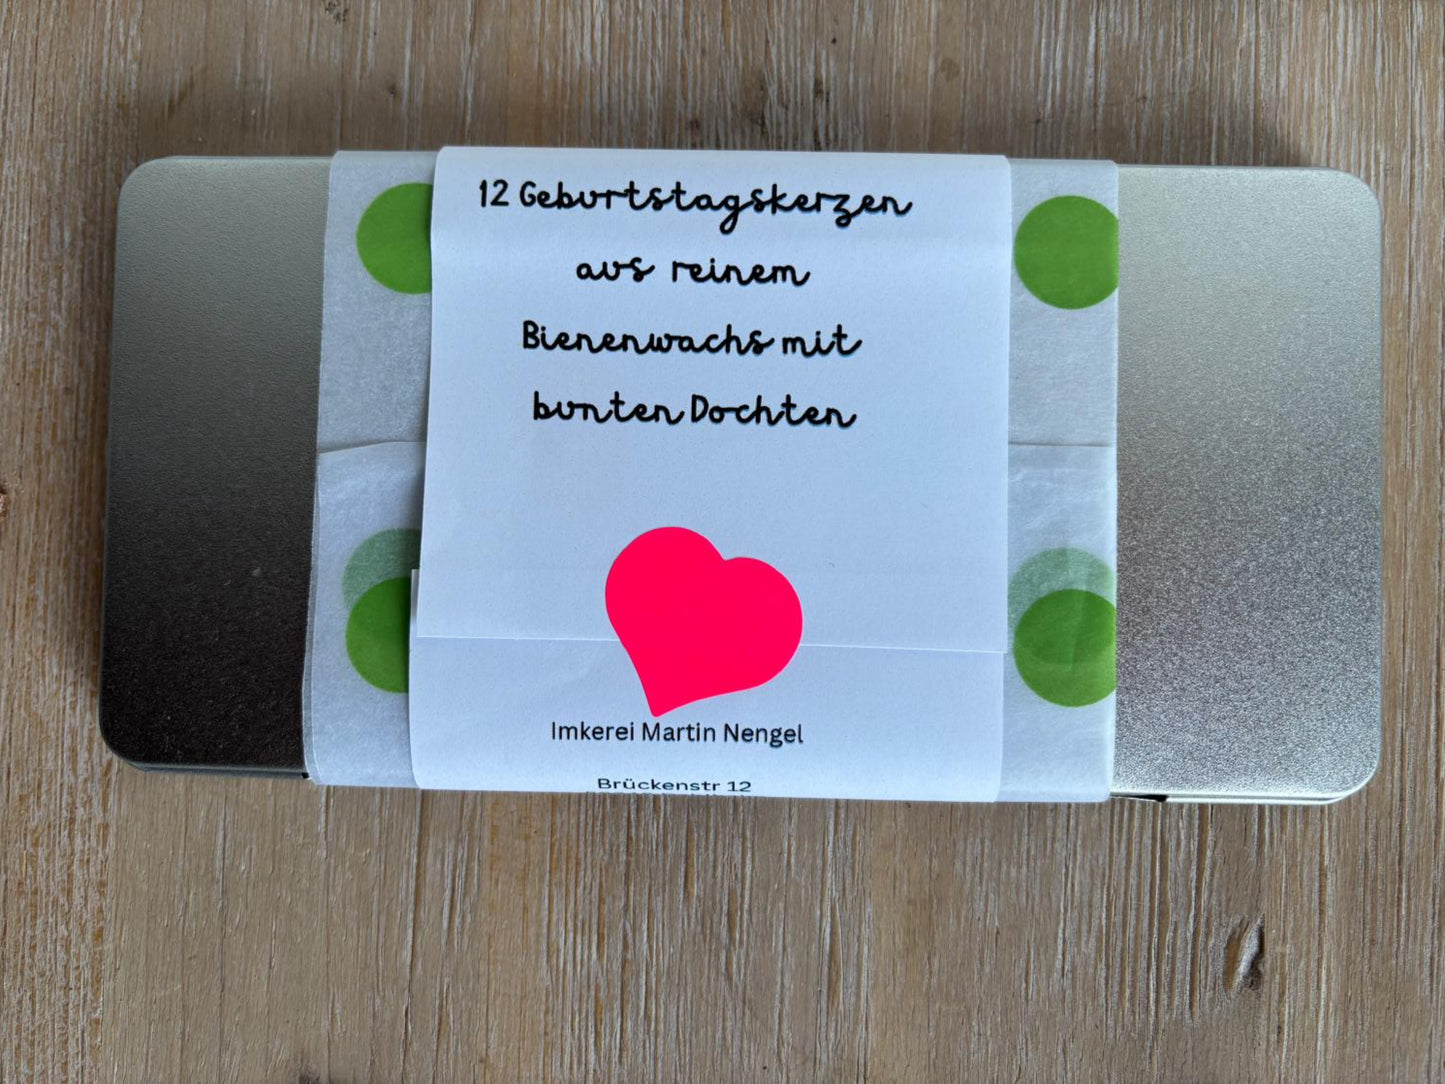 12 Geburtstagskerzen
aus reinem
Bienenwachs mit
bunten Dochten
Imkerei Martin Nengel
Brückenstr 12